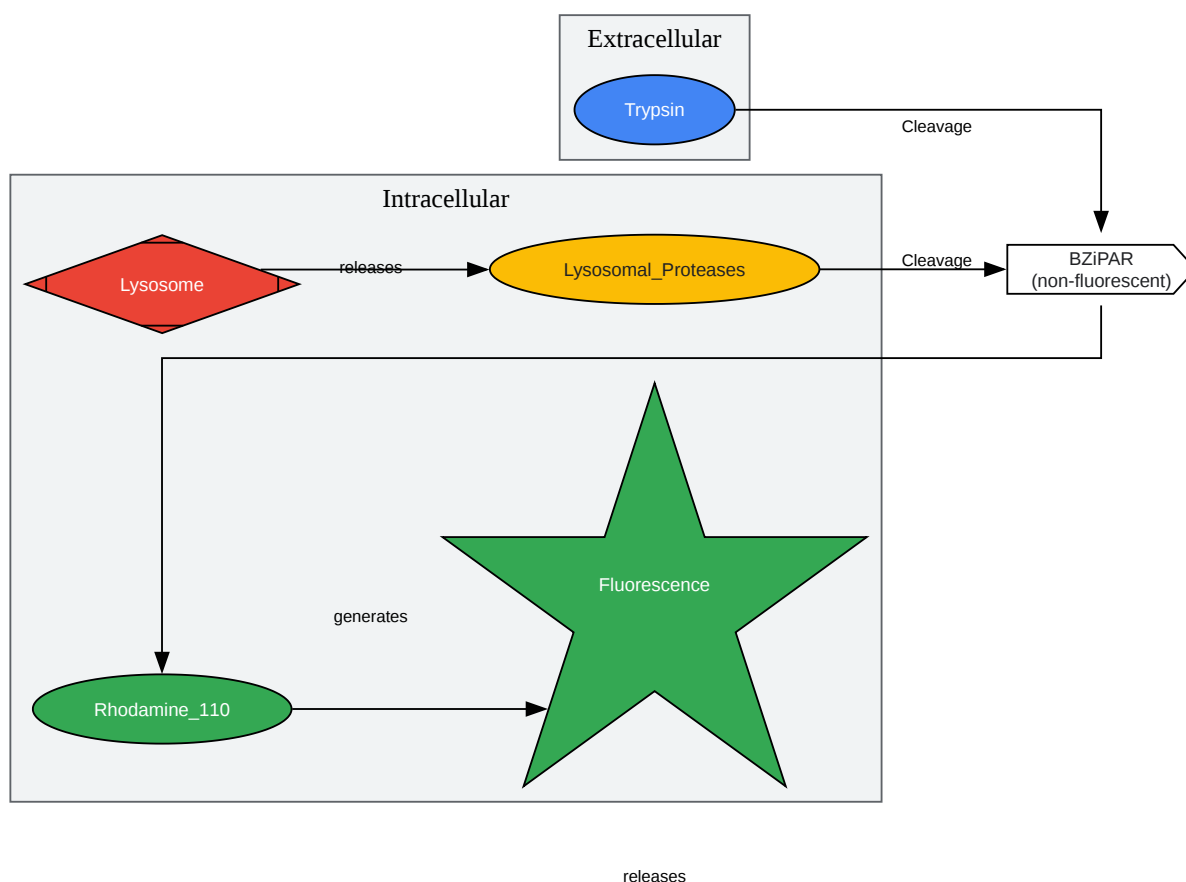 Extracellular
Trypsin
Cleavage
Intracellular
Lysosome
releases
Lysosomal_Proteases
Cleavage
BZiPAR
(non-fluorescent)
Fluorescence
generates
Rhodamine_110
releases